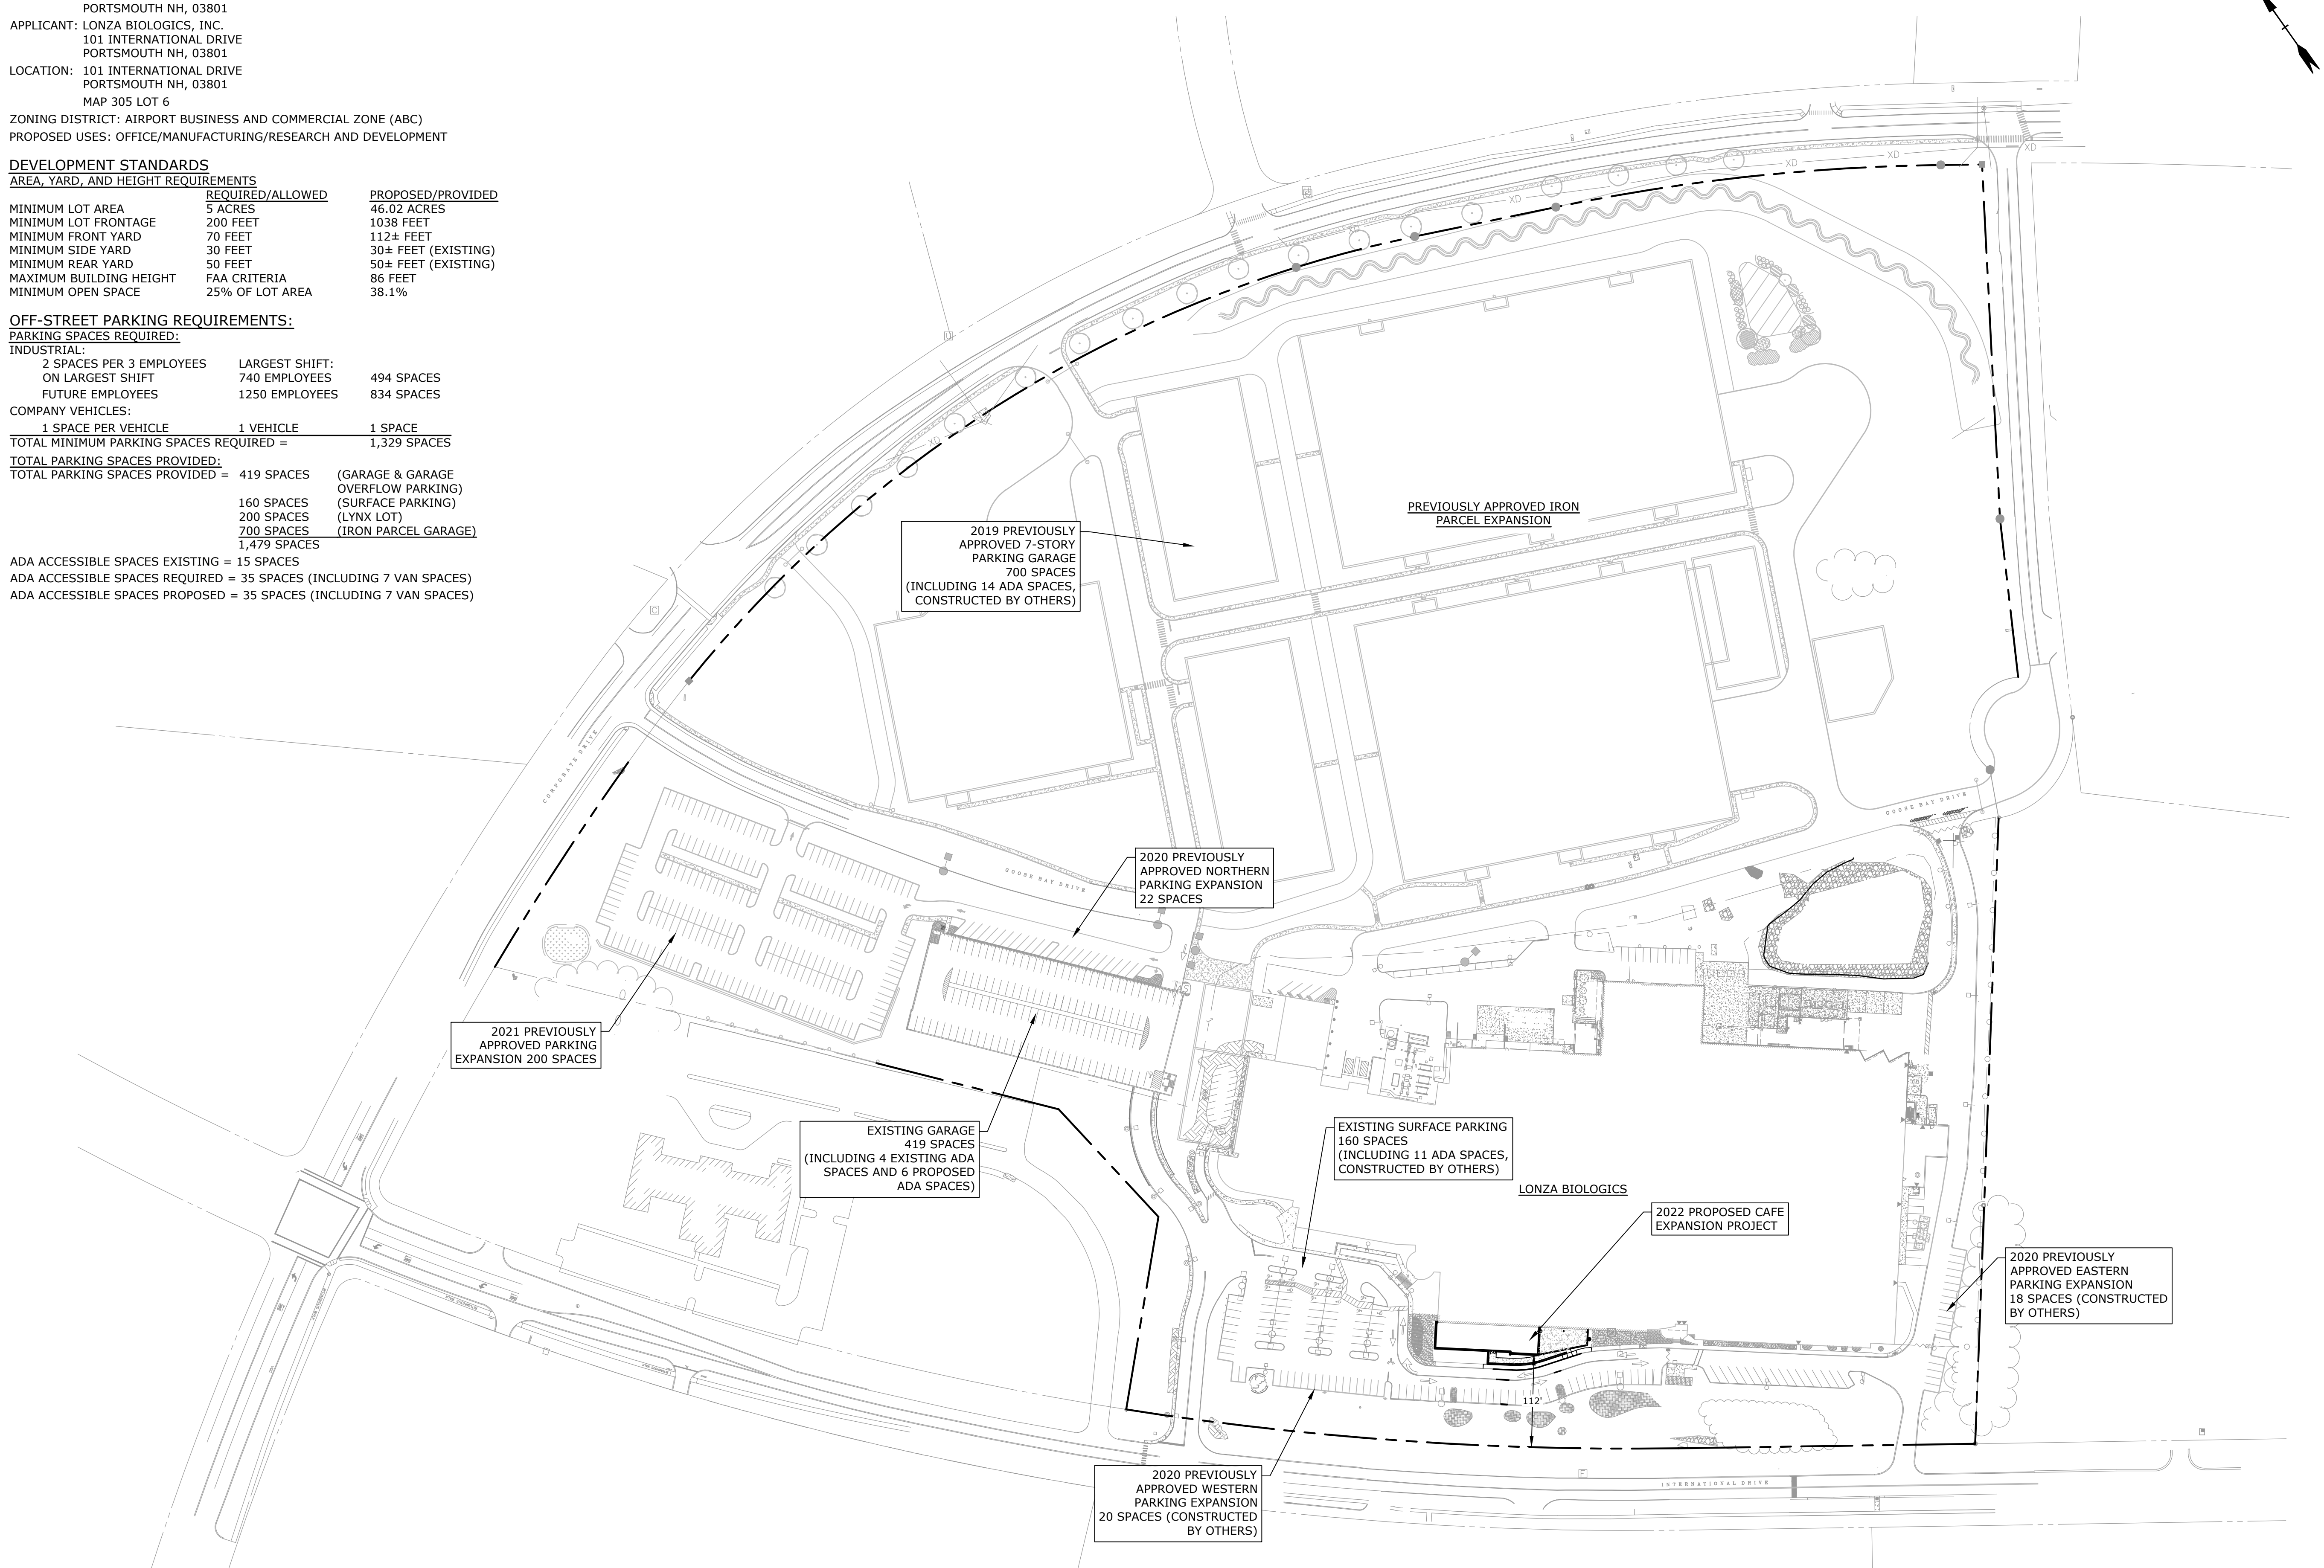 PORTSMOUTH NH, 03801
APPLICANT: LONZA BIOLOGICS, INC.
101 INTERNATIONAL DRIVE
PORTSMOUTH NH, 03801
LOCATION: 101 INTERNATIONAL DRIVE
PORTSMOUTH NH, 03801
MAP 305 LOT 6
ZONING DISTRICT: AIRPORT BUSINESS AND COMMERCIAL ZONE (ABC)
PROPOSED USES: OFFICE/MANUFACTURING/RESEARCH AND DEVELOPMENT
DEVELOPMENT STANDARDS
AREA, YARD, AND HEIGHT REQUIREMENTS
REQUIRED/ALLOWED PROPOSED/PROVIDED
MINIMUM LOT AREA 5 ACRES 46.02 ACRES
MINIMUM LOT FRONTAGE 200 FEET 1038 FEET
MINIMUM FRONT YARD 70 FEET 112± FEET
MINIMUM SIDE YARD 30 FEET 30± FEET (EXISTING)
MINIMUM REAR YARD 50 FEET 50± FEET (EXISTING)
MAXIMUM BUILDING HEIGHT FAA CRITERIA 86 FEET
MINIMUM OPEN SPACE 25% OF LOT AREA 38.1%
OFF-STREET PARKING REQUIREMENTS:
PARKING SPACES REQUIRED:
INDUSTRIAL:
2 SPACES PER 3 EMPLOYEES LARGEST SHIFT:
ON LARGEST SHIFT 740 EMPLOYEES 494 SPACES
FUTURE EMPLOYEES 1250 EMPLOYEES 834 SPACES
COMPANY VEHICLES:
1 SPACE PER VEHICLE 1 VEHICLE 1 SPACE
TOTAL MINIMUM PARKING SPACES REQUIRED = 1,329 SPACES
TOTAL PARKING SPACES PROVIDED:
TOTAL PARKING SPACES PROVIDED = 419 SPACES (GARAGE & GARAGE
OVERFLOW PARKING)
160 SPACES (SURFACE PARKING)
200 SPACES (LYNX LOT)
700 SPACES (IRON PARCEL GARAGE)
1,479 SPACES
ADA ACCESSIBLE SPACES EXISTING = 15 SPACES
ADA ACCESSIBLE SPACES REQUIRED = 35 SPACES (INCLUDING 7 VAN SPACES)
ADA ACCESSIBLE SPACES PROPOSED = 35 SPACES (INCLUDING 7 VAN SPACES)
XD
XD
XD
XD
XD
PREVIOUSLY APPROVED IRON
PARCEL EXPANSION
2019 PREVIOUSLY
APPROVED 7-STORY
PARKING GARAGE
700 SPACES
(INCLUDING 14 ADA SPACES,
CONSTRUCTED BY OTHERS)
CORPORATE DRIVE
GOOSE BAY DRIVE
GOOSE BAY DRIVE
2020 PREVIOUSLY
APPROVED NORTHERN
PARKING EXPANSION
22 SPACES
2021 PREVIOUSLY
APPROVED PARKING
EXPANSION 200 SPACES
EXISTING GARAGE
419 SPACES
(INCLUDING 4 EXISTING ADA
SPACES AND 6 PROPOSED
ADA SPACES)
EXISTING SURFACE PARKING
160 SPACES
(INCLUDING 11 ADA SPACES,
CONSTRUCTED BY OTHERS)
LONZA BIOLOGICS
2022 PROPOSED CAFE
EXPANSION PROJECT
2020 PREVIOUSLY
APPROVED EASTERN
PARKING EXPANSION
18 SPACES (CONSTRUCTED
BY OTHERS)
112'
2020 PREVIOUSLY
APPROVED WESTERN
PARKING EXPANSION
20 SPACES (CONSTRUCTED
BY OTHERS)
INTERNATIONAL DRIVE